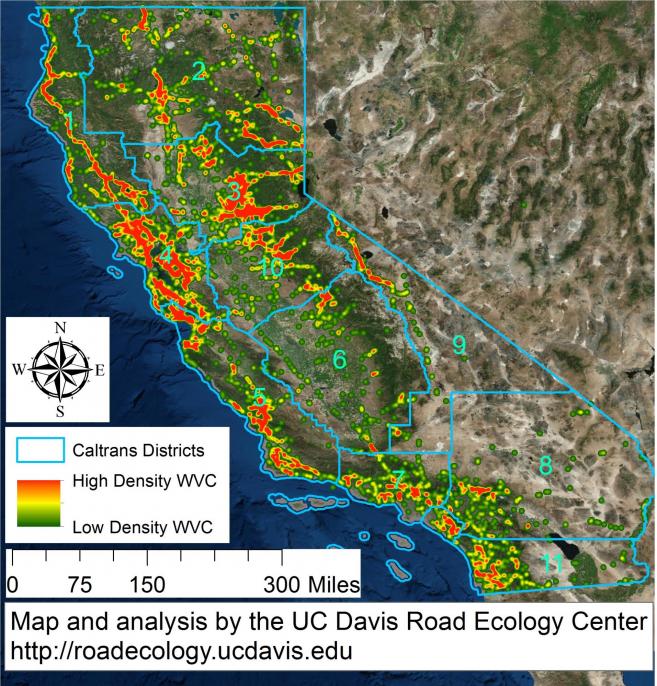 2
1
3
4
10
9
6
5
7
8
11
N
W E
S
Caltrans Districts
High Density WVC
Low Density WVC
0 75 150 300 Miles
Map and analysis by the UC Davis Road Ecology Center
http://roadecology.ucdavis.edu